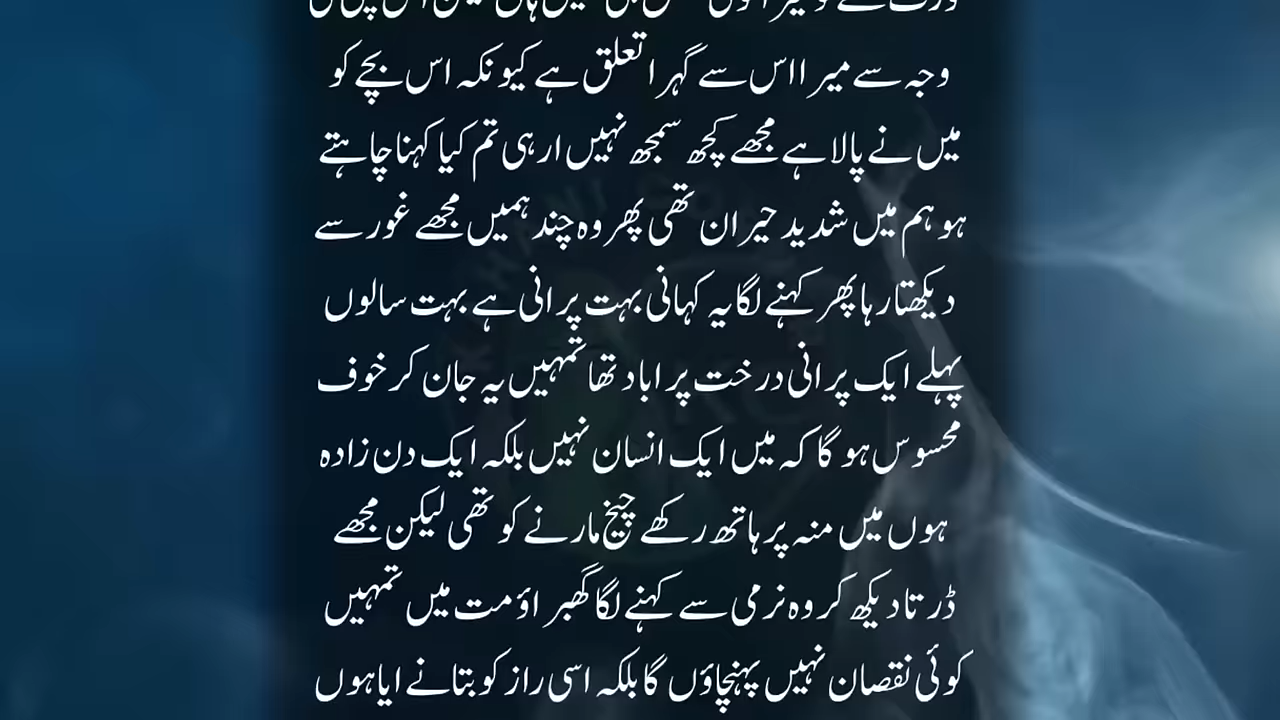 وجہ سے میرا ااس سے گہرا تعلق ہے کیونکہ اس بچے کو
میں نے پالا ہے مجھے کچھ سمجھ نہیں ارہی تم کیا کہنا چاہتے
ہو ہم میں شدید حیران تھی پھر وہ چند ہمیں مجھے غور سے
دیکھتا رہا پھر کہنے لگا یہ کہانی بہت پرانی ہے بہت سالوں
پہلے ایک پرانی درخت پر اباد تھا تمہیں یہ جان کر خوف
محسوس ہو گا کہ میں ایک انسان نہیں بلکہ ایک دن زادہ
ہوں میں منہ پر ہاتھ رکھے چیخ مارنے کو تھی لیکن مجھے
ڈرتا دیکھ کر وہ نرمی سے کہنے لگا گھبراؤ مت میں تمہیں
کوئی نقصان نہیں پہنچاؤں گا بلکہ اسی راز کو بتانے ایا ہوں